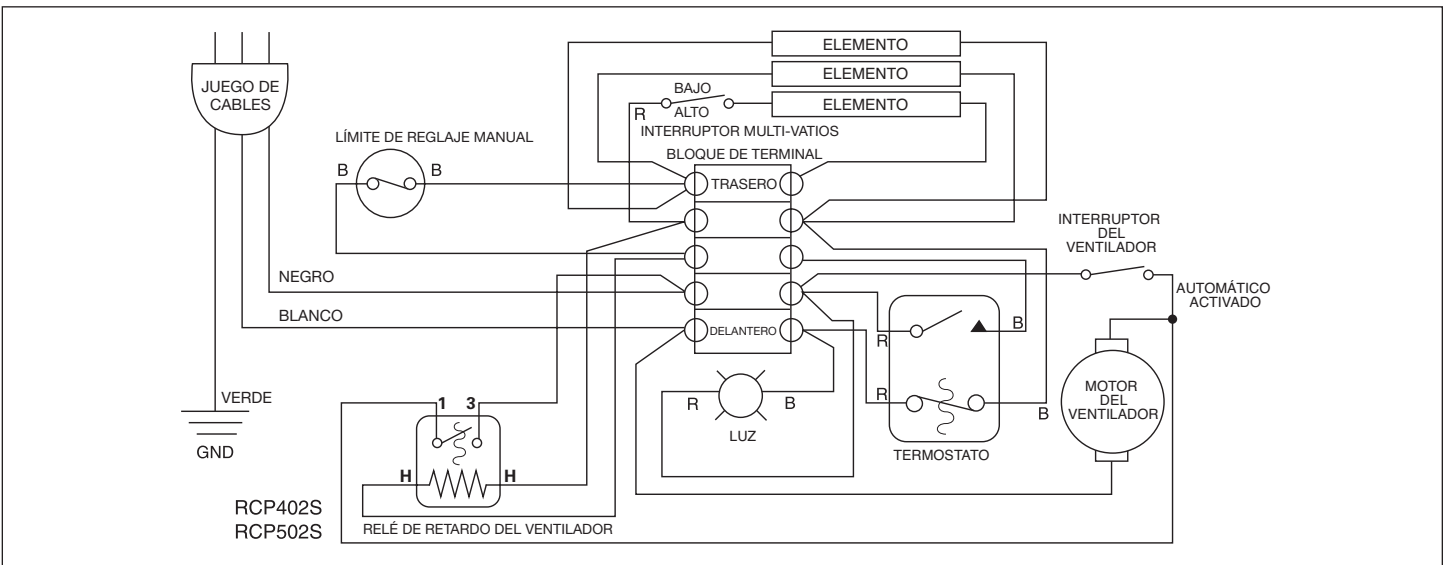 JUEGO DE
CABLES
ELEMENTO
ELEMENTO
ELEMENTO
BAJO
R
ALTO
INTERRUPTOR MULTI-VATIOS
LÍMITE DE REGLAJE MANUAL
B
B
BLOQUE DE TERMINAL
TRASERO
INTERRUPTOR
DEL
VENTILADOR
AUTOMÁTICO
ACTIVADO
NEGRO
BLANCO
DELANTERO
R
B
R
B
R
B
LUZ
TERMOSTATO
MOTOR
DEL
VENTILADOR
VERDE
GND
1 3
H
H
RCP402S
RCP502S
RELÉ DE RETARDO DEL VENTILADOR